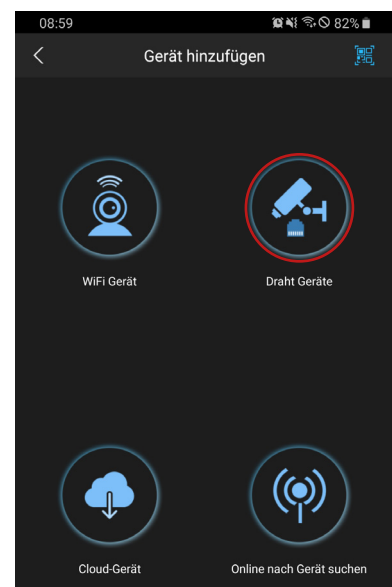 08:59 82%
Gerät hinzufügen
WiFi Gerät Draht Geräte
Cloud-Gerät Online nach Gerät suchen